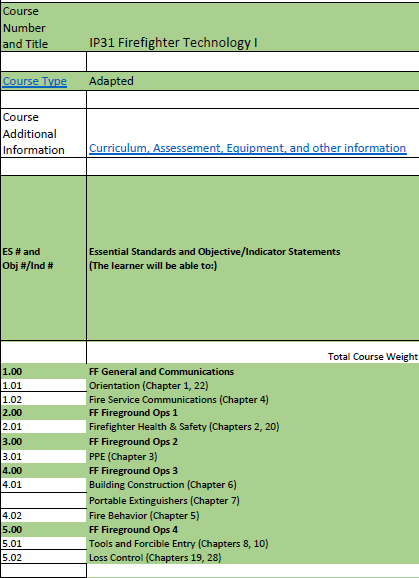 Course
Number
and Title IP31 Firefighter Technology I
Course Type Adapted
Course
Additional
Information Curriculum, Assessement, Equipment, and other information
ES # and
Obj #/Ind #
Essential Standards and Objective/Indicator Statements
(The learner will be able to:)
Total Course Weight
1.00 FF General and Communications
1.01 Orientation (Chapter 1, 22)
1.02 Fire Service Communications (Chapter 4)
2.00 FF Fireground Ops 1
2.01 Firefighter Health & Safety (Chapters 2, 20)
3.00 FF Fireground Ops 2
3.01 PPE (Chapter 3)
4.00 FF Fireground Ops 3
4.01 Building Construction (Chapter 6)
Portable Extinguishers (Chapter 7)
4.02 Fire Behavior (Chapter 5)
5.00 FF Fireground Ops 4
5.01 Tools and Forcible Entry (Chapters 8, 10)
5.02 Loss Control (Chapters 19, 28)